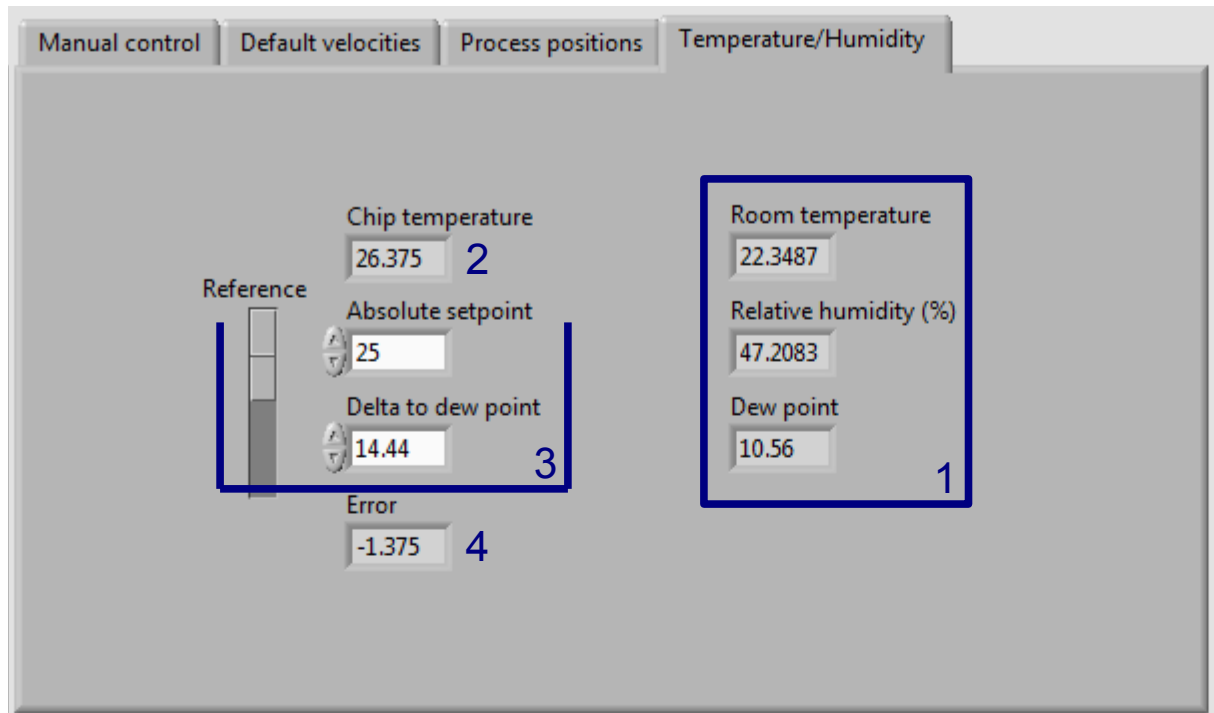 Manual control
Default velocities
Process positions
Temperature/Humidity
Chip temperature
26.375
2
Reference
Absolute setpoint
25
Delta to dew point
14.44
3
Error
-1.375
4
Room temperature
22.3487
Relative humidity (%)
47.2083
Dew point
10.56
1